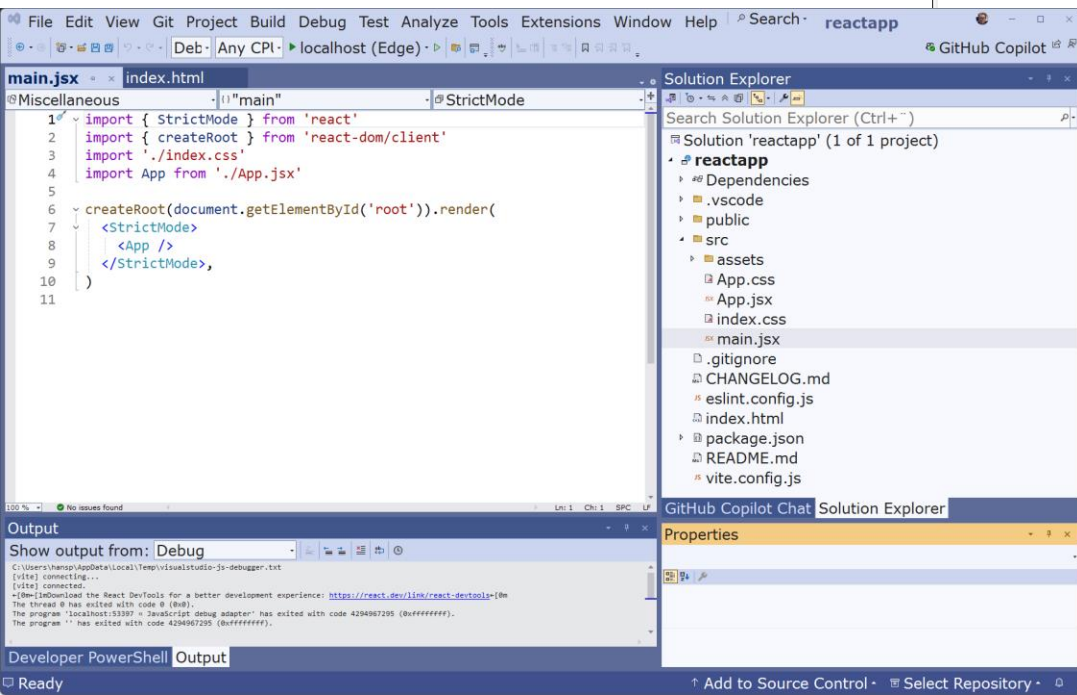 File Edit View Git Project Build Debug Test Analyze Tools Extensions Window Help Search reactapp
Deb Any CPU localhost (Edge) GitHub Copilot
main.jsx index.html
Miscellaneous "main" StrictMode
1 import { StrictMode } from 'react'
2 import { createRoot } from 'react-dom/client'
3 import './index.css'
4 import App from './App.jsx'
5
6 createRoot(document.getElementById('root')).render(
7 <StrictMode>
8 <App />
9 </StrictMode>,
10 )
11
100 % No issues found Ln: 1 Ch: 1 SPC LF
Output
Show output from: Debug
C:\Users\hansp\AppData\Local\Temp\visualstudio-js-debugger.txt
[vite] connecting...
[vite] connected.
←[0m←[1mDownload the React DevTools for a better development experience: https://react.dev/link/react-devtools←[0m
The thread 0 has exited with code 0 (0x0).
The program 'localhost:53397 « JavaScript debug adapter' has exited with code 4294967295 (0xffffffff).
The program '' has exited with code 4294967295 (0xffffffff).
Developer PowerShell Output
Ready Add to Source Control Select Repository
Solution Explorer
Search Solution Explorer (Ctrl+¨)
Solution 'reactapp' (1 of 1 project)
reactapp
Dependencies
.vscode
public
src
assets
App.css
App.jsx
index.css
main.jsx
.gitignore
CHANGELOG.md
eslint.config.js
index.html
package.json
README.md
vite.config.js
GitHub Copilot Chat Solution Explorer
Properties